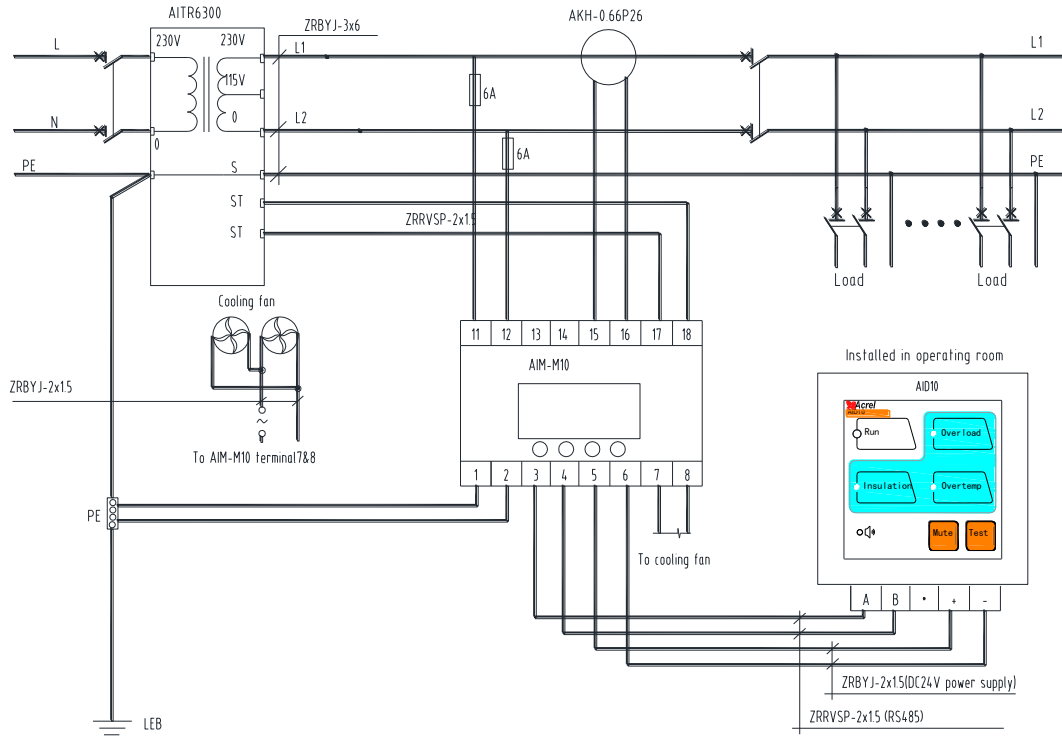 AITR6300
ZRBYJ-3x6
AKH-0.66P26
L
230V
230V
L1
L1
115V
6A
N
0
L2
L2
0
6A
PE
S
PE
ST
ZRRVSP-2x1.5
ST
Load
Load
Cooling fan
11 12 13 14 15 16 17 18
AIM-M10
Installed in operating room
ZRBYJ-2x1.5
AID10
Acrel
AID10
Run
Overload
~
To AIM-M10 terminal7&8
1 2 3 4 5 6 7 8
Insulation
Overtemp
PE
Mute
Test
To cooling fan
A B • + -
ZRBYJ-2x1.5(DC24V power supply)
ZRRVSP-2x1.5 (RS485)
LEB